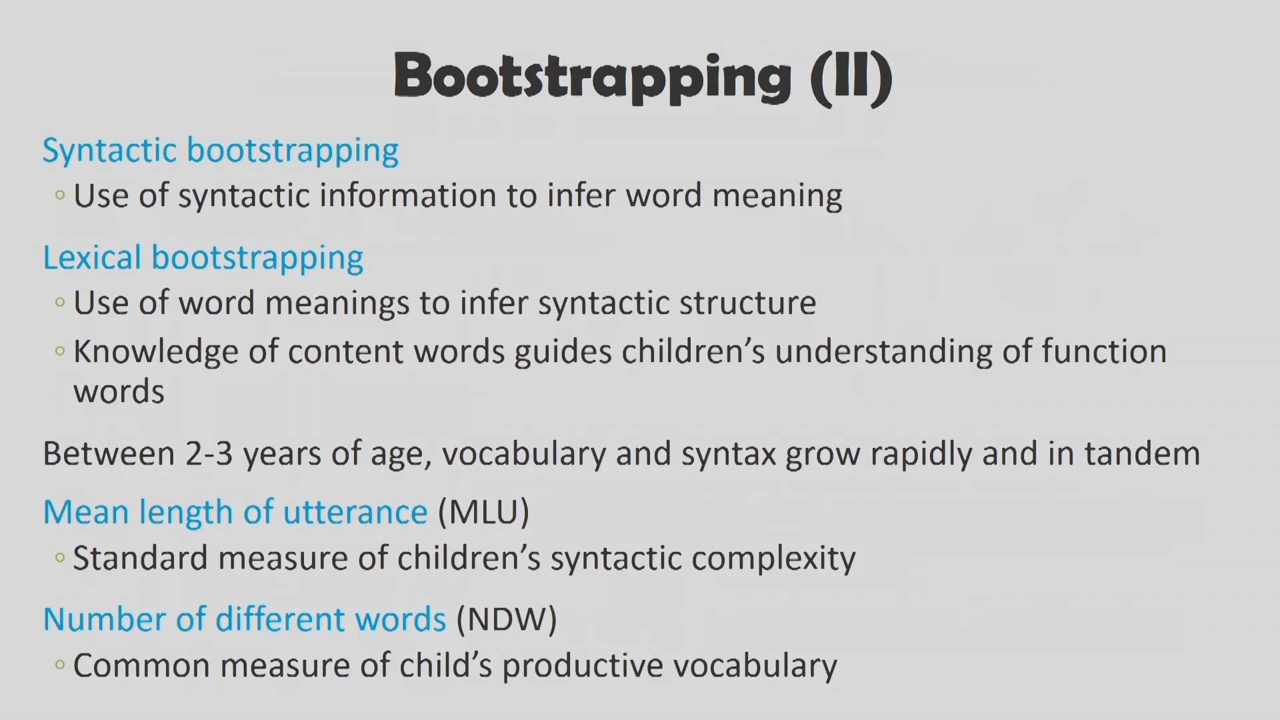 Bootstrapping (II)
Syntactic bootstrapping
◦ Use of syntactic information to infer word meaning
Lexical bootstrapping
◦ Use of word meanings to infer syntactic structure
◦ Knowledge of content words guides children’s understanding of function
words
Between 2-3 years of age, vocabulary and syntax grow rapidly and in tandem
Mean length of utterance (MLU)
◦ Standard measure of children’s syntactic complexity
Number of different words (NDW)
◦ Common measure of child’s productive vocabulary